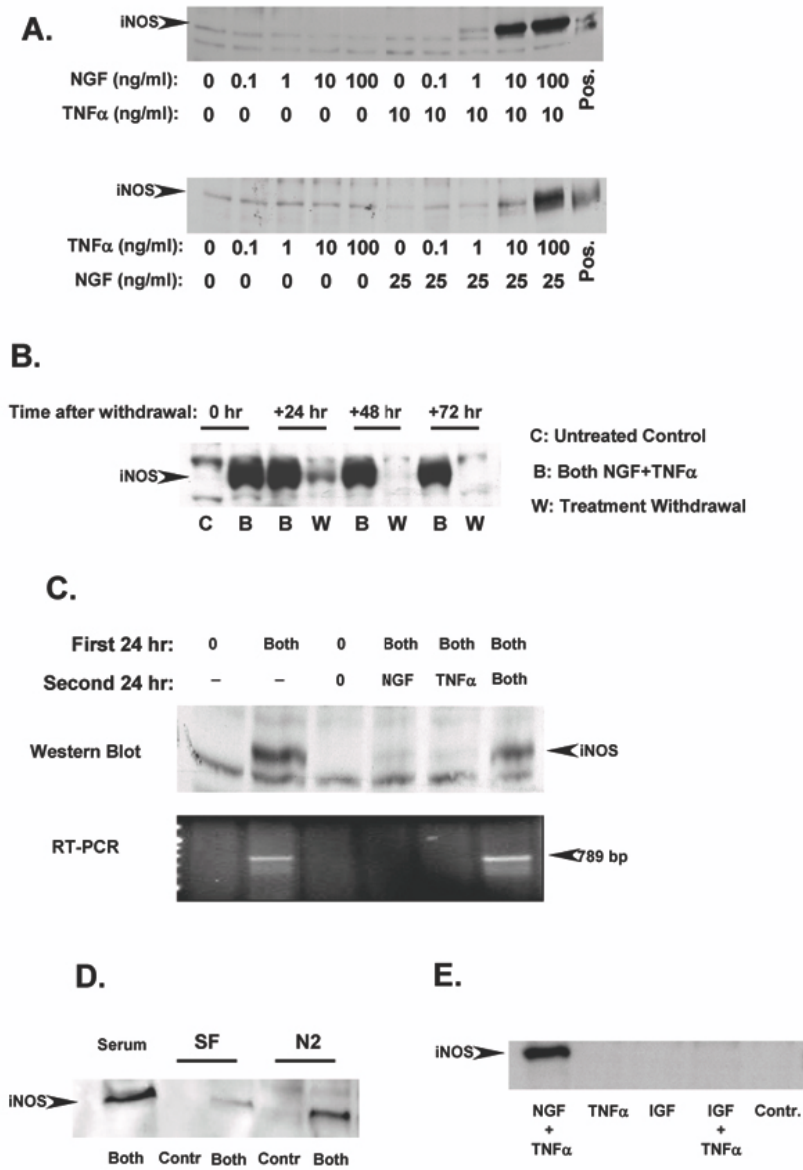 A.
iNOS
NGF (ng/ml): 0 0.1 1 10 100 0 0.1 1 10 100 Pos.
TNFα (ng/ml): 0 0 0 0 0 10 10 10 10 10
iNOS
TNFα (ng/ml): 0 0.1 1 10 100 0 0.1 1 10 100 Pos.
NGF (ng/ml): 0 0 0 0 0 25 25 25 25 25
B.
Time after withdrawal: 0 hr +24 hr +48 hr +72 hr
iNOS
C B B W B W B W
C: Untreated Control
B: Both NGF+TNFα
W: Treatment Withdrawal
C.
First 24 hr: 0 Both 0 Both Both Both
Second 24 hr: – – 0 NGF TNFα Both
Western Blot
iNOS
RT-PCR
789 bp
D.
Serum SF N2
iNOS
Both Contr Both Contr Both
E.
iNOS
NGF + TNFα
TNFα
IGF
IGF + TNFα
Contr.